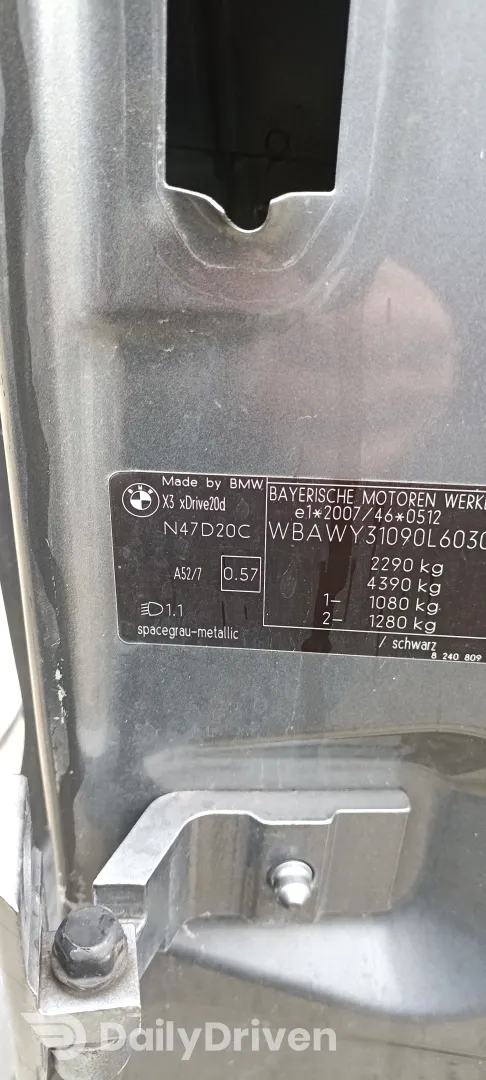 BMW
Made by BMW
X3 xDrive20d
N47D20C
A52/7 0.57
1.1
spacegrau-metallic
BAYERISCHE MOTOREN WERKE
e1*2007/46*0512
WBAWY31090L6030
2290 kg
4390 kg
1- 1080 kg
2- 1280 kg
/ schwarz
8 240 809
DailyDriven